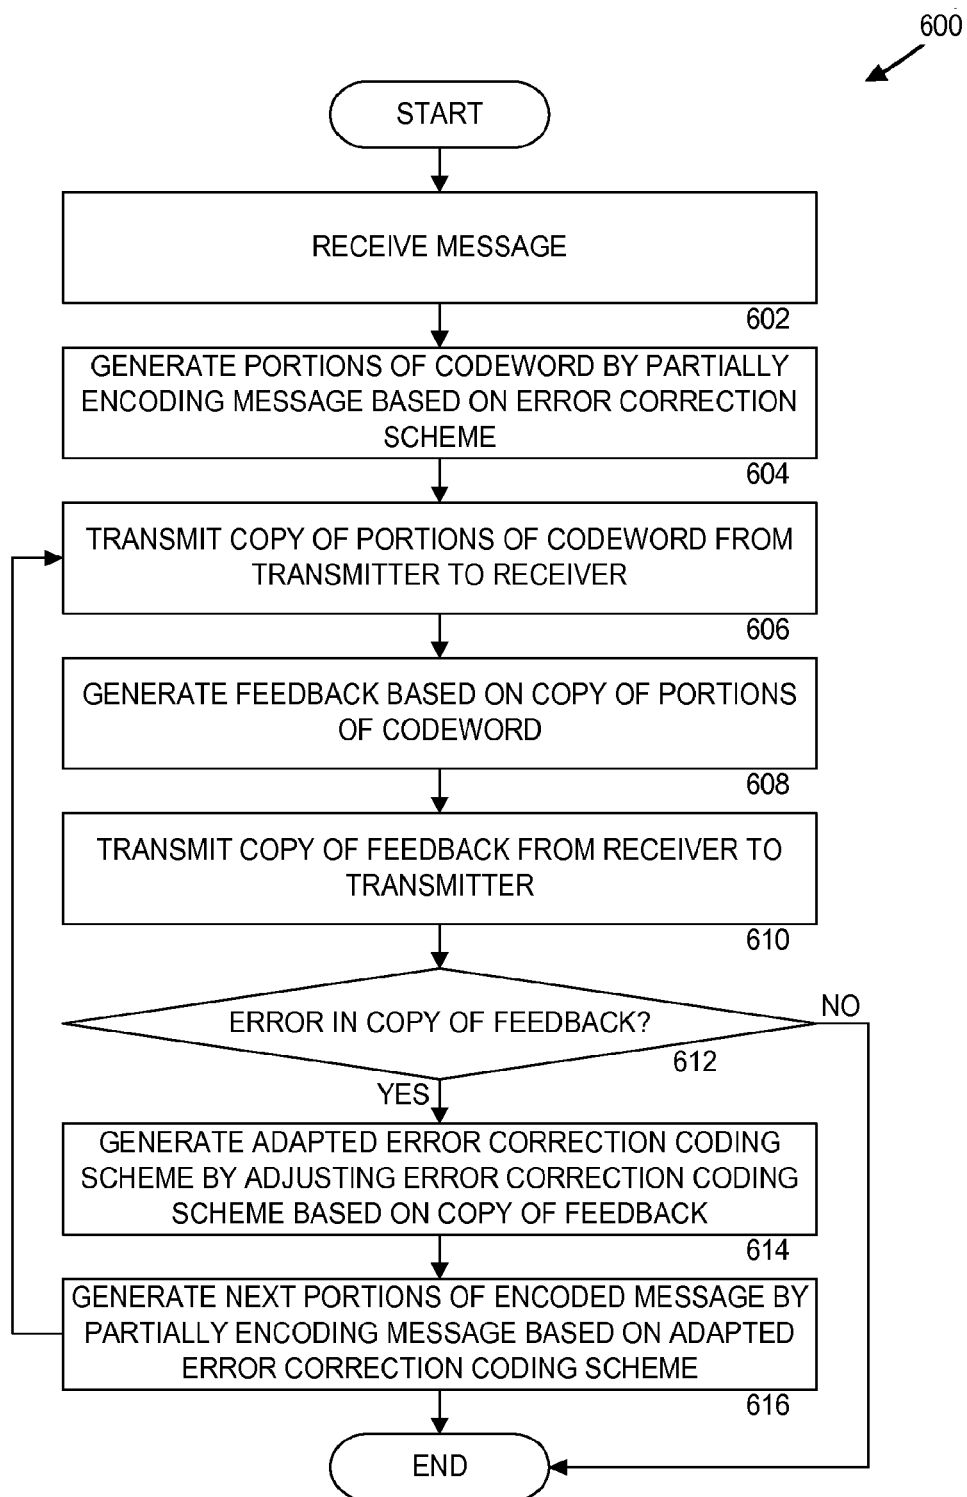 600
START
RECEIVE MESSAGE
602
GENERATE PORTIONS OF CODEWORD BY PARTIALLY
ENCODING MESSAGE BASED ON ERROR CORRECTION
SCHEME
604
TRANSMIT COPY OF PORTIONS OF CODEWORD FROM
TRANSMITTER TO RECEIVER
606
GENERATE FEEDBACK BASED ON COPY OF PORTIONS
OF CODEWORD
608
TRANSMIT COPY OF FEEDBACK FROM RECEIVER TO
TRANSMITTER
610
ERROR IN COPY OF FEEDBACK?
NO
612
YES
GENERATE ADAPTED ERROR CORRECTION CODING
SCHEME BY ADJUSTING ERROR CORRECTION CODING
SCHEME BASED ON COPY OF FEEDBACK
614
GENERATE NEXT PORTIONS OF ENCODED MESSAGE BY
PARTIALLY ENCODING MESSAGE BASED ON ADAPTED
ERROR CORRECTION CODING SCHEME
616
END